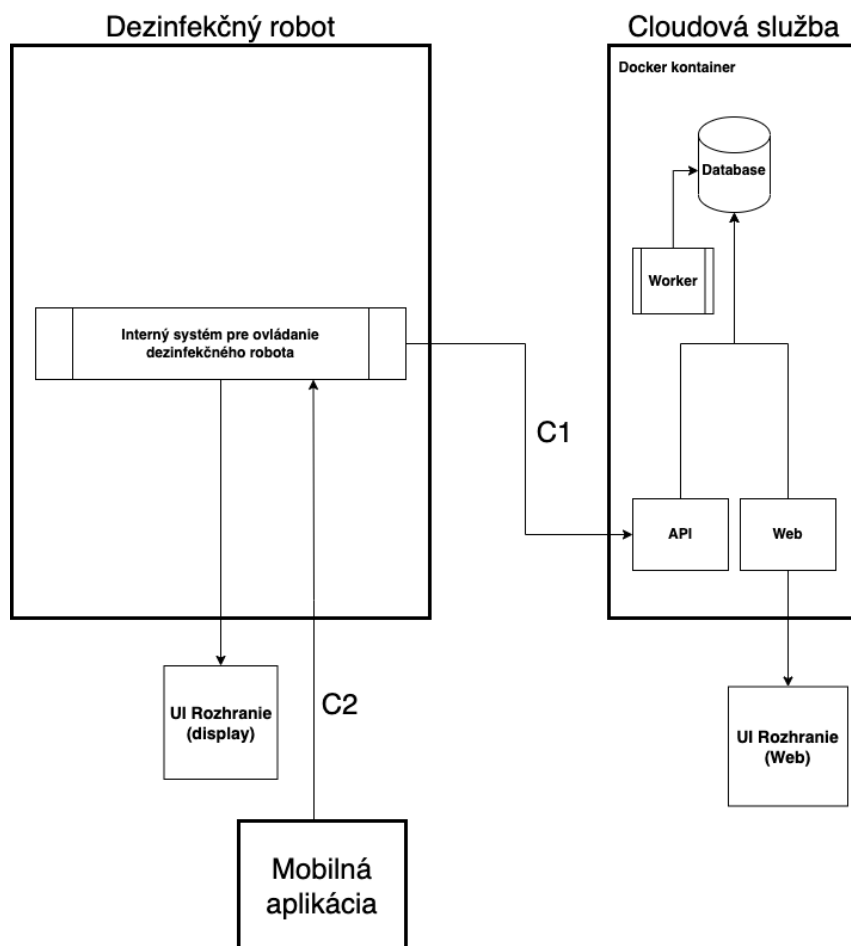 Dezinfekčný robot
Cloudová služba
Docker kontainer
Database
Worker
Interný systém pre ovládanie
dezinfekčného robota
C1
API
Web
UI Rozhranie
(display)
C2
UI Rozhranie
(Web)
Mobilná
aplikácia